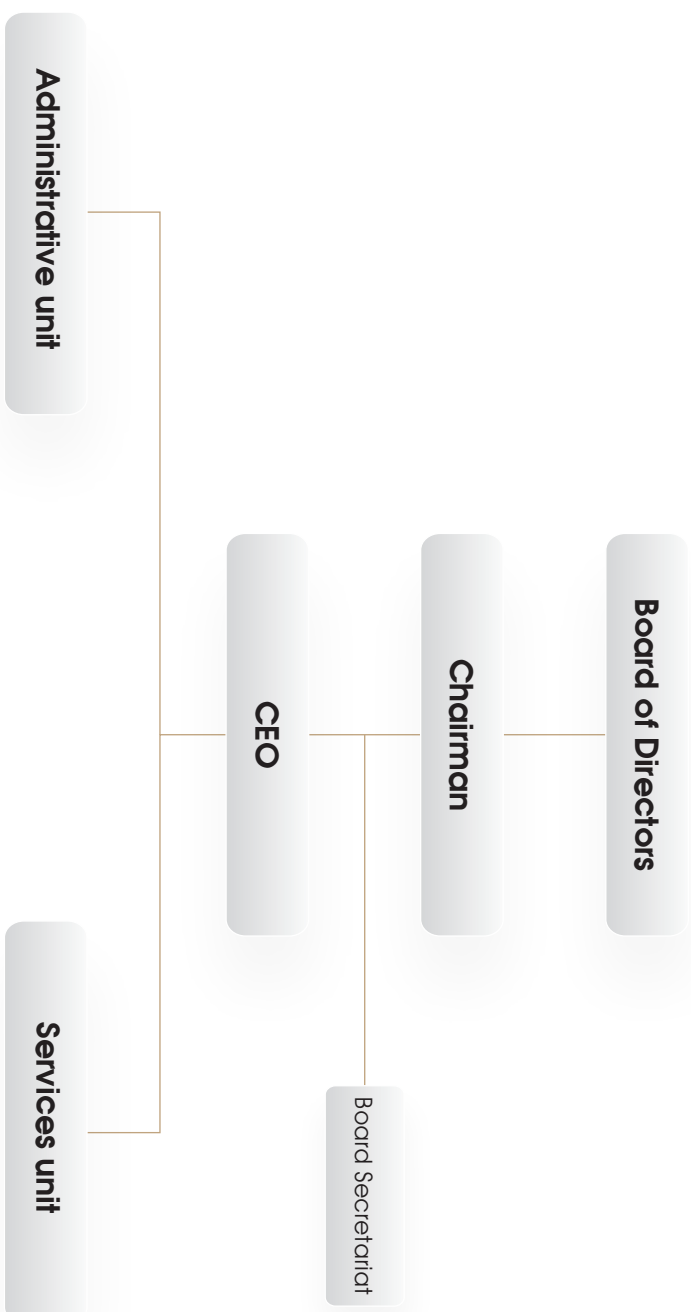 Board of Directors
Chairman
Board Secretariat
CEO
Administrative unit
Services unit